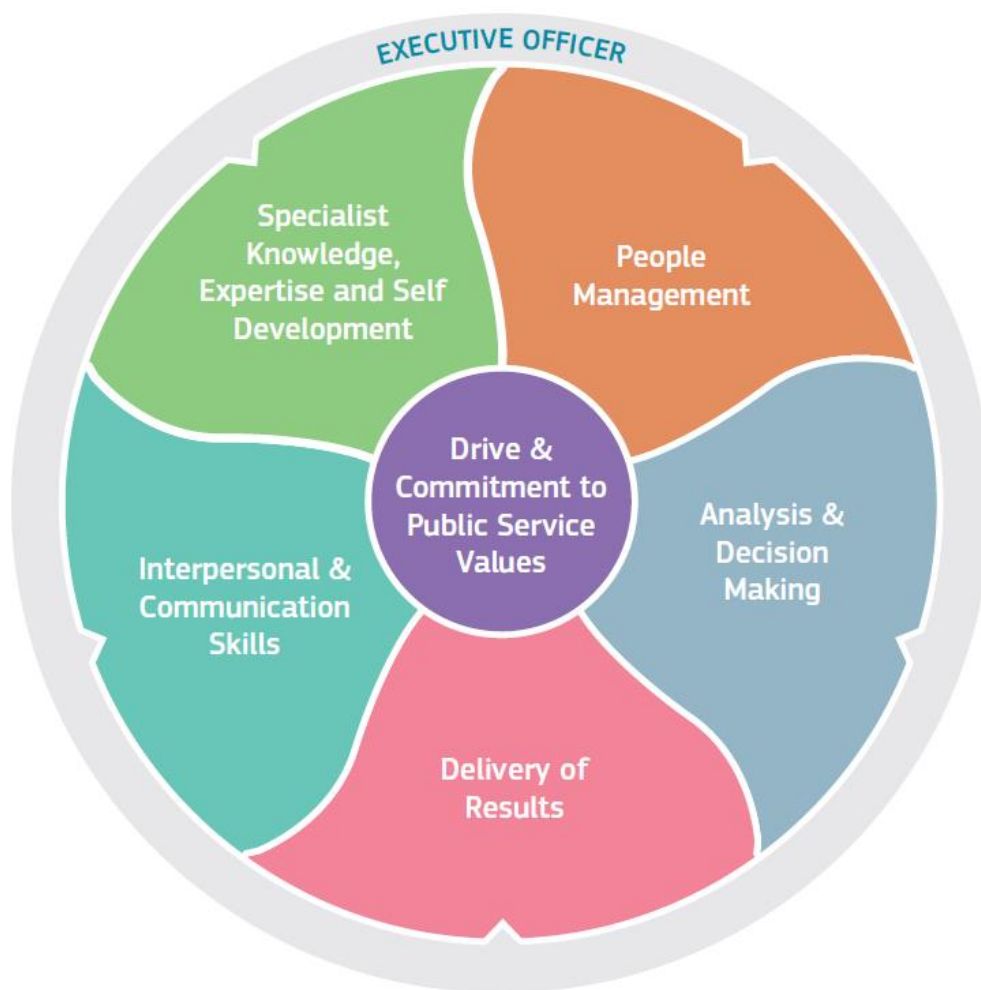 EXECUTIVE OFFICER
Specialist
Knowledge,
Expertise and Self
Development
People
Management
Drive &
Commitment to
Public Service
Values
Analysis &
Decision
Making
Interpersonal &
Communication
Skills
Delivery of
Results